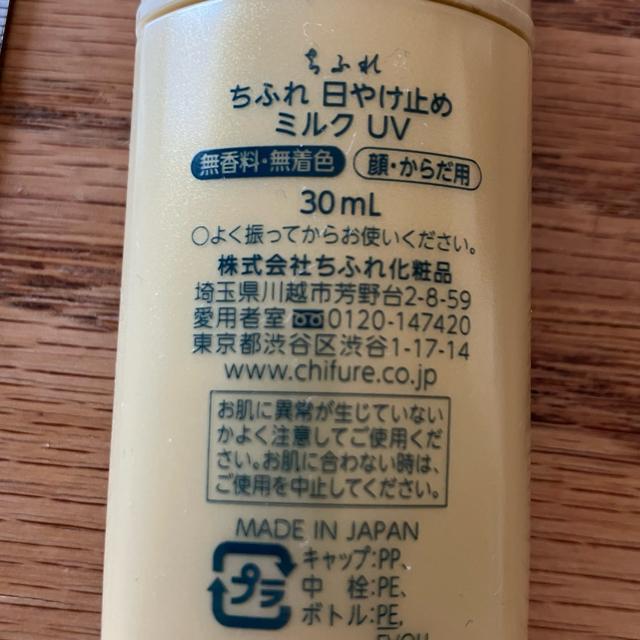 ちふれ
ちふれ 日やけ止め
ミルク UV
無香料・無着色 顔・からだ用
30mL
○よく振ってからお使いください。
株式会社ちふれ化粧品
埼玉県川越市芳野台2-8-59
愛用者室 0120-147420
東京都渋谷区渋谷1-17-14
www.chifure.co.jp
お肌に異常が生じていない
かよく注意してご使用くだ
さい。お肌に合わない時は、
ご使用を中止してください。
MADE IN JAPAN
プラ
キャップ:PP,
中 栓:PE,
ボトル:PE,